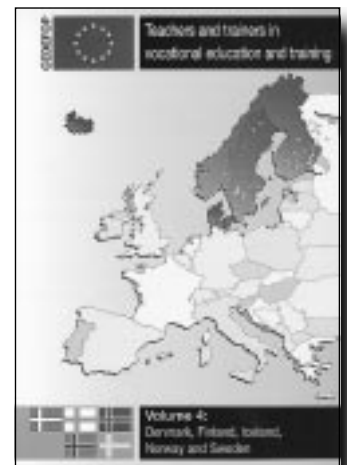 CEDEFOP
Teachers and trainers in
vocational education and training
Volume 4:
Denmark, Finland, Iceland,
Norway and Sweden